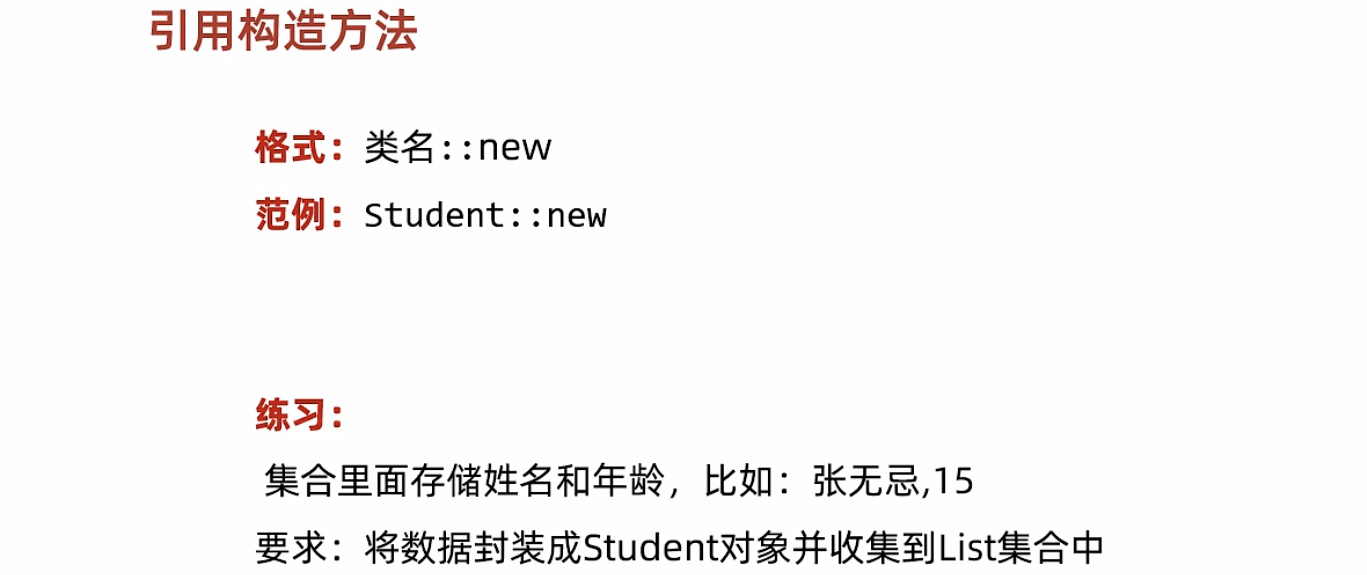 引用构造方法
格式：类名::new
范例：Student::new
练习：
集合里面存储姓名和年龄，比如：张无忌,15
要求：将数据封装成Student对象并收集到List集合中